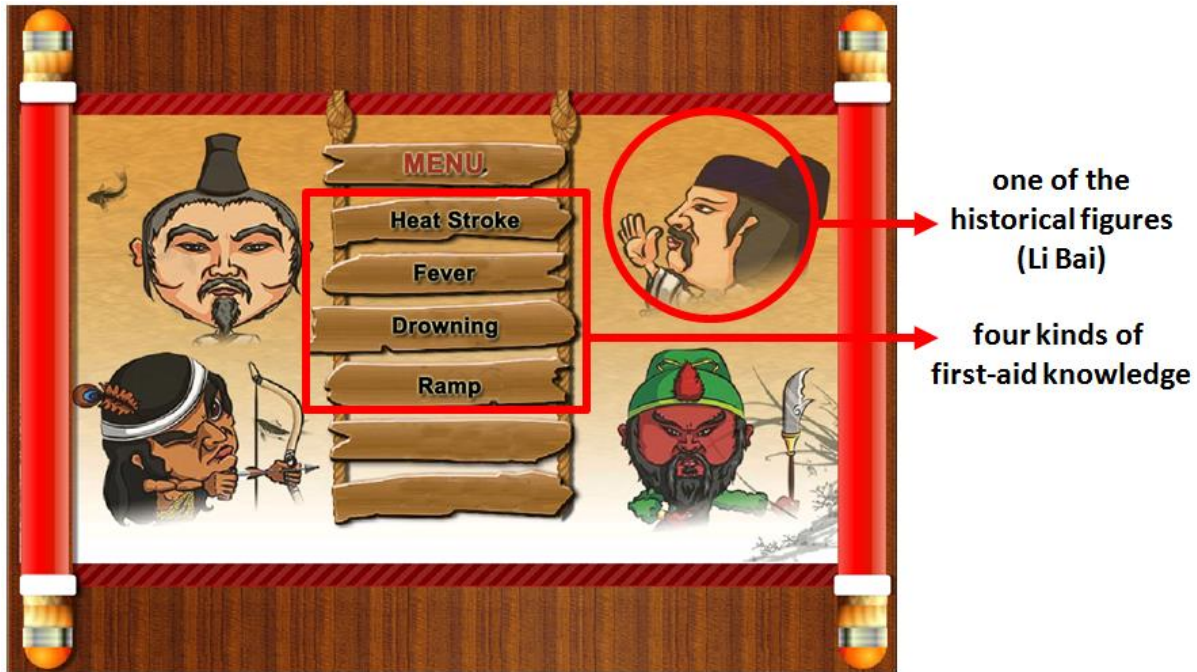 MENU
Heat Stroke
Fever
Drowning
Ramp
one of the
historical figures
(Li Bai)
four kinds of
first-aid knowledge